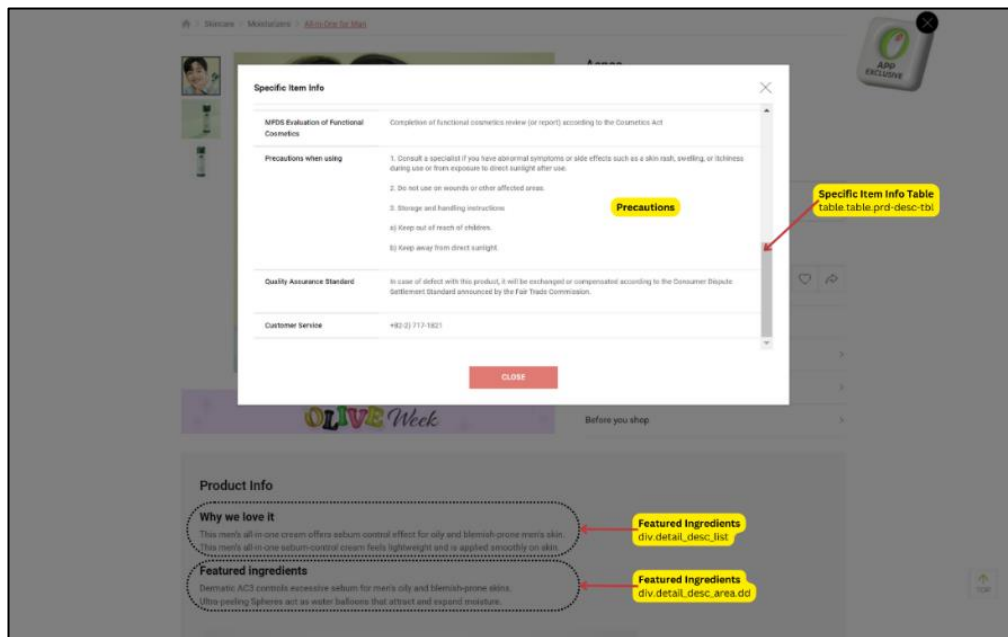 Skincare > Moisturizers > All-in-One for Man
APP
EXCLUSIVE
Specific Item Info
MFDS Evaluation of Functional
Cosmetics
Completion of functional cosmetics review (or report) according to the Cosmetics Act
Precautions when using
1. Consult a specialist if you have abnormal symptoms or side effects such as a skin rash, swelling, or itchiness
during use or from exposure to direct sunlight after use.
2. Do not use on wounds or other affected areas.
3. Storage and handling instructions
a) Keep out of reach of children.
b) Keep away from direct sunlight.
Precautions
Specific Item Info Table
table.table.prd-desc-tbl
Quality Assurance Standard
In case of defect with this product, it will be exchanged or compensated according to the Consumer Dispute
Settlement Standard announced by the Fair Trade Commission.
Customer Service
+82-2) 717-1821
CLOSE
OLIVE Week
Before you shop
Product Info
Why we love it
This men's all-in-one cream offers sebum control effect for oily and blemish-prone men's skin.
This men's all-in-one sebum-control cream feels lightweight and is applied smoothly on skin.
Featured Ingredients
div.detail_desc_list
Featured ingredients
Dermatic AC3 controls excessive sebum for men's oily and blemish-prone skins.
Ultra-peeling Spheres act as water balloons that attract and expand moisture.
Featured Ingredients
div.detail_desc_area.dd
TOP